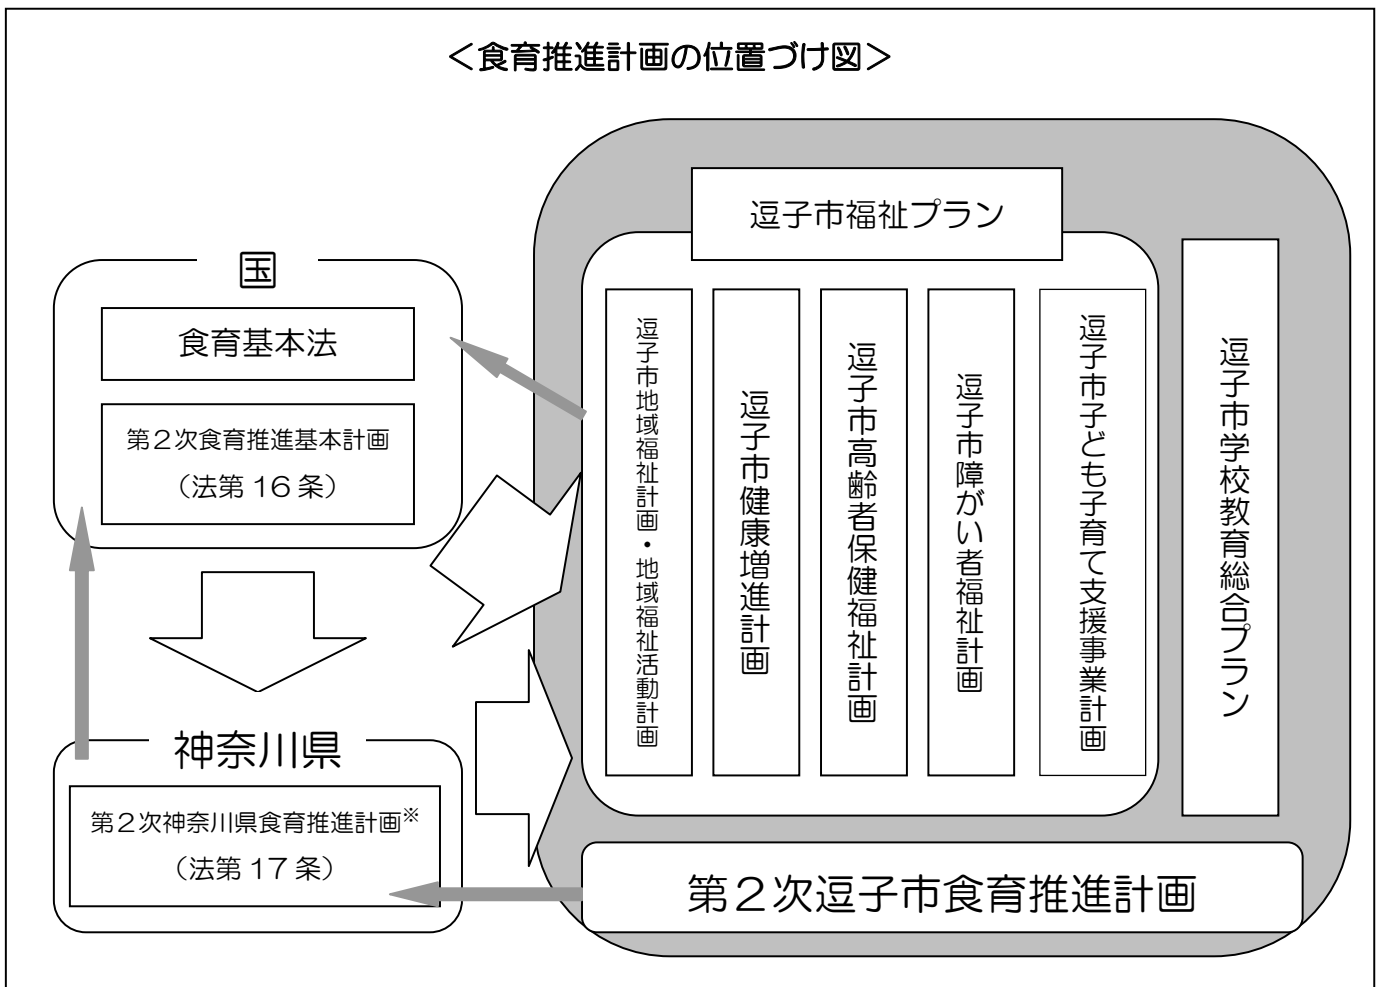 ＜食育推進計画の位置づけ図＞
国
食育基本法
第２次食育推進基本計画
（法第 16 条）
神奈川県
第２次神奈川県食育推進計画※
（法第 17 条）
逗子市福祉プラン
逗子市地域福祉計画・地域福祉活動計画
逗子市健康増進計画
逗子市高齢者保健福祉計画
逗子市障がい者福祉計画
逗子市子ども子育て支援事業計画
逗子市学校教育総合プラン
第２次逗子市食育推進計画